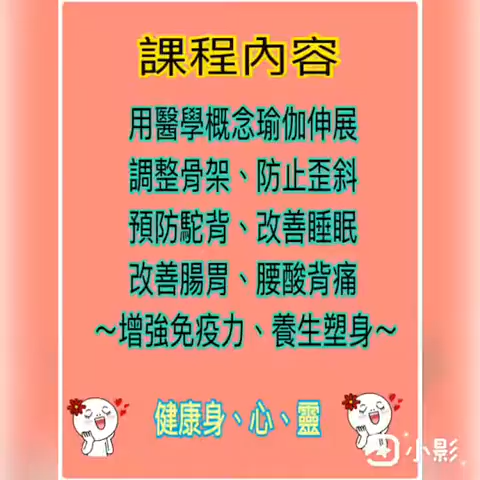 課程內容
用醫學概念瑜伽伸展
調整骨架、防止歪斜
預防駝背、改善睡眠
改善腸胃、腰酸背痛
～增強免疫力、養生塑身～
健康身、心、靈
小影